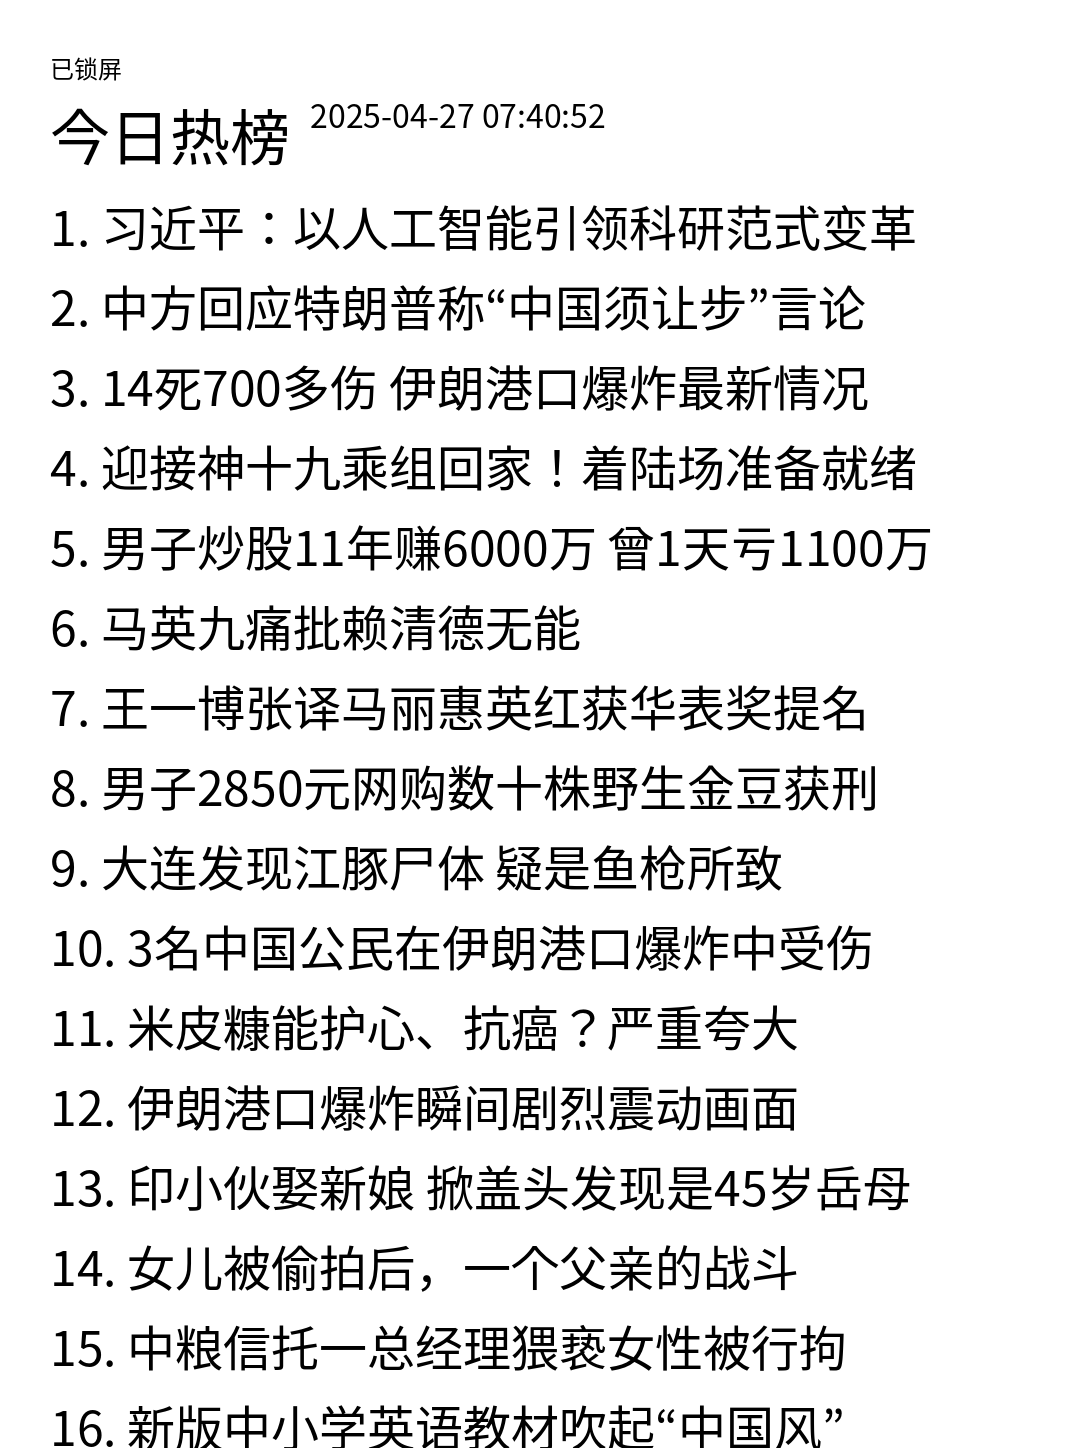 已锁屏
今日热榜 2025-04-27 07:40:52
1. 习近平：以人工智能引领科研范式变革
2. 中方回应特朗普称“中国须让步”言论
3. 14死700多伤 伊朗港口爆炸最新情况
4. 迎接神十九乘组回家！着陆场准备就绪
5. 男子炒股11年赚6000万 曾1天亏1100万
6. 马英九痛批赖清德无能
7. 王一博张译马丽惠英红获华表奖提名
8. 男子2850元网购数十株野生金豆获刑
9. 大连发现江豚尸体 疑是鱼枪所致
10. 3名中国公民在伊朗港口爆炸中受伤
11. 米皮糠能护心、抗癌？严重夸大
12. 伊朗港口爆炸瞬间剧烈震动画面
13. 印小伙娶新娘 掀盖头发现是45岁岳母
14. 女儿被偷拍后，一个父亲的战斗
15. 中粮信托一总经理猥亵女性被行拘
16. 新版中小学英语教材吹起“中国风”